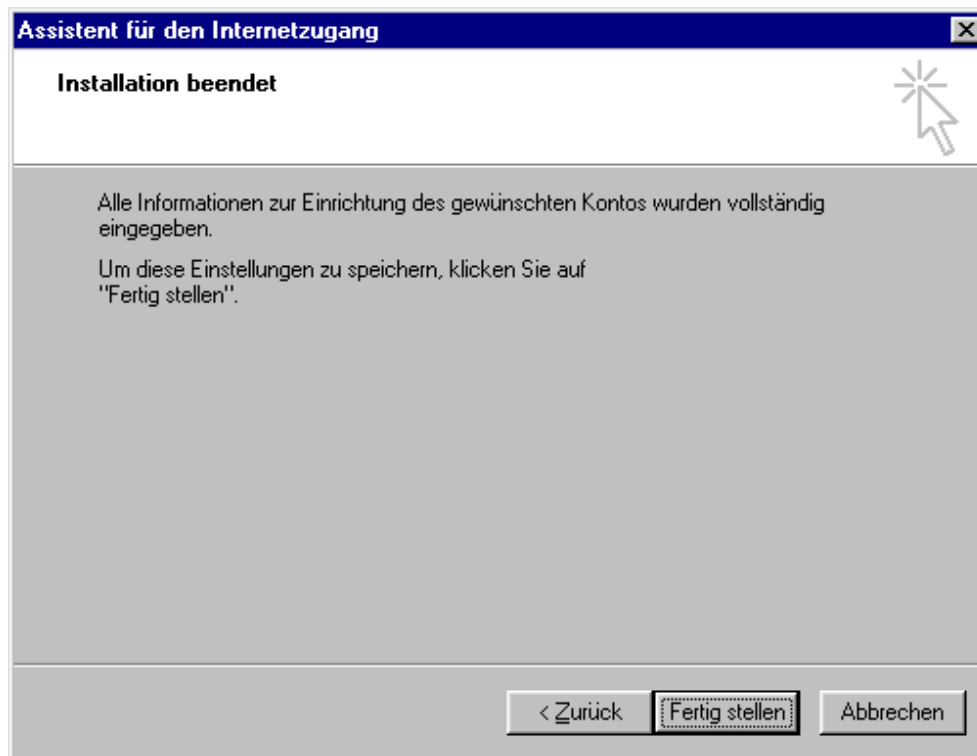 Assistent für den Internetzugang
Installation beendet
Alle Informationen zur Einrichtung des gewünschten Kontos wurden vollständig
eingegeben.
Um diese Einstellungen zu speichern, klicken Sie auf
"Fertig stellen".
< Zurück Fertig stellen Abbrechen